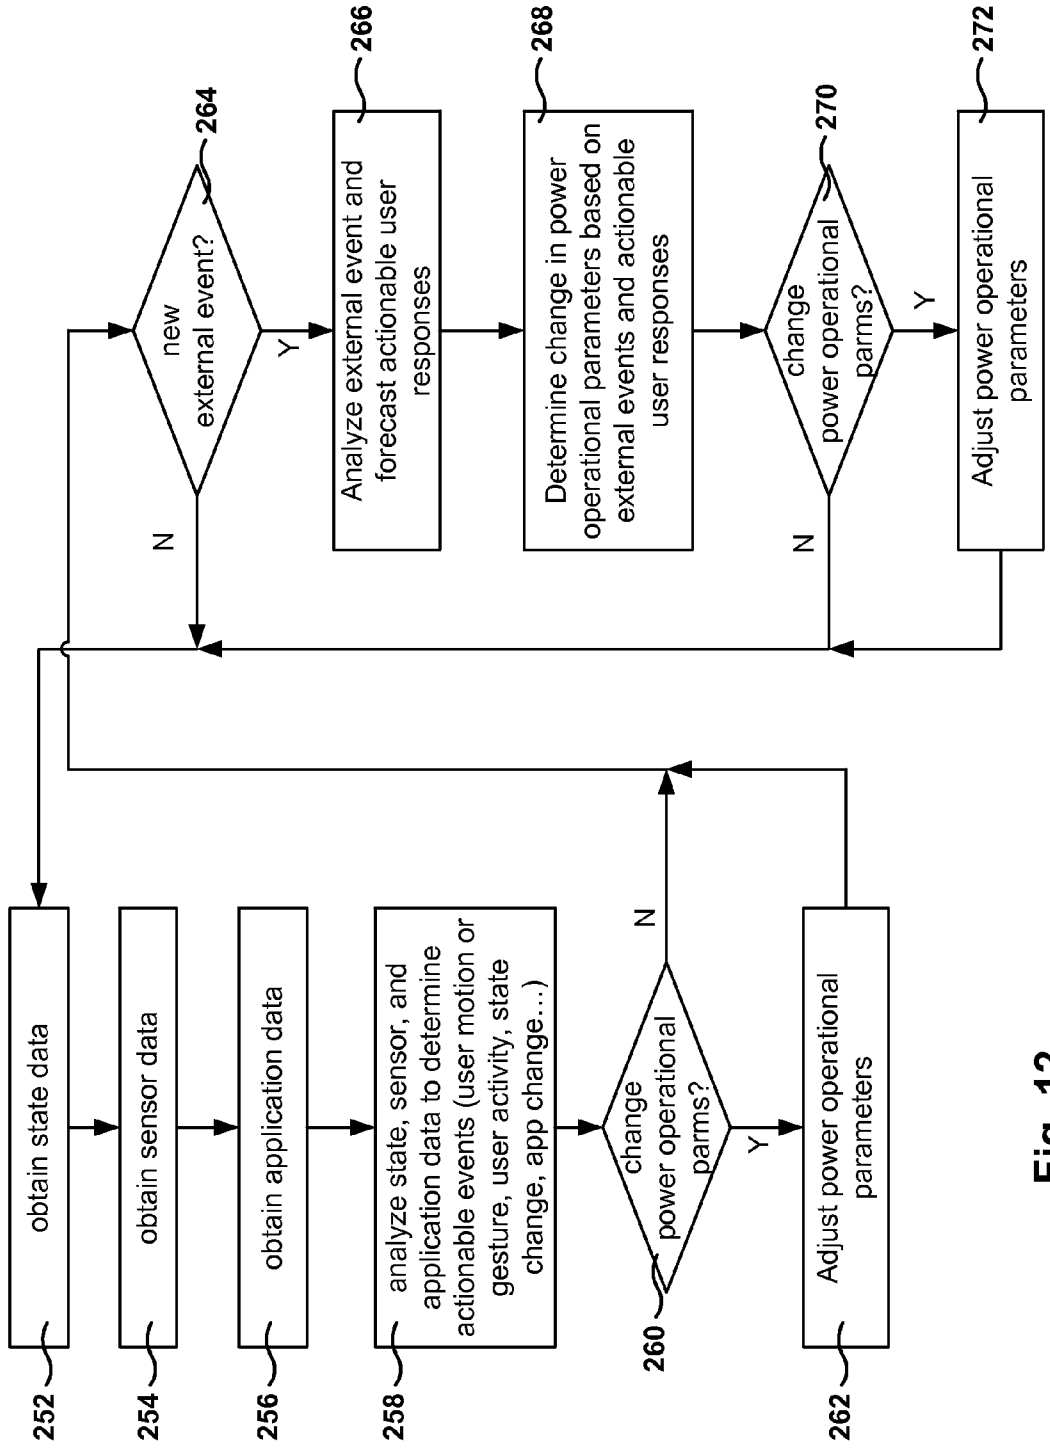 252
obtain state data
254
obtain sensor data
256
obtain application data
258
analyze state, sensor, and
application data to determine
actionable events (user motion or
gesture, user activity, state
change, app change...)
260
change
power operational
parms?
N
Y
262
Adjust power operational
parameters
264
new
external event?
N
Y
266
Analyze external event and
forecast actionable user
responses
268
Determine change in power
operational parameters based on
external events and actionable
user responses
270
change
power operational
parms?
N
Y
272
Adjust power operational
parameters
Fig. 12